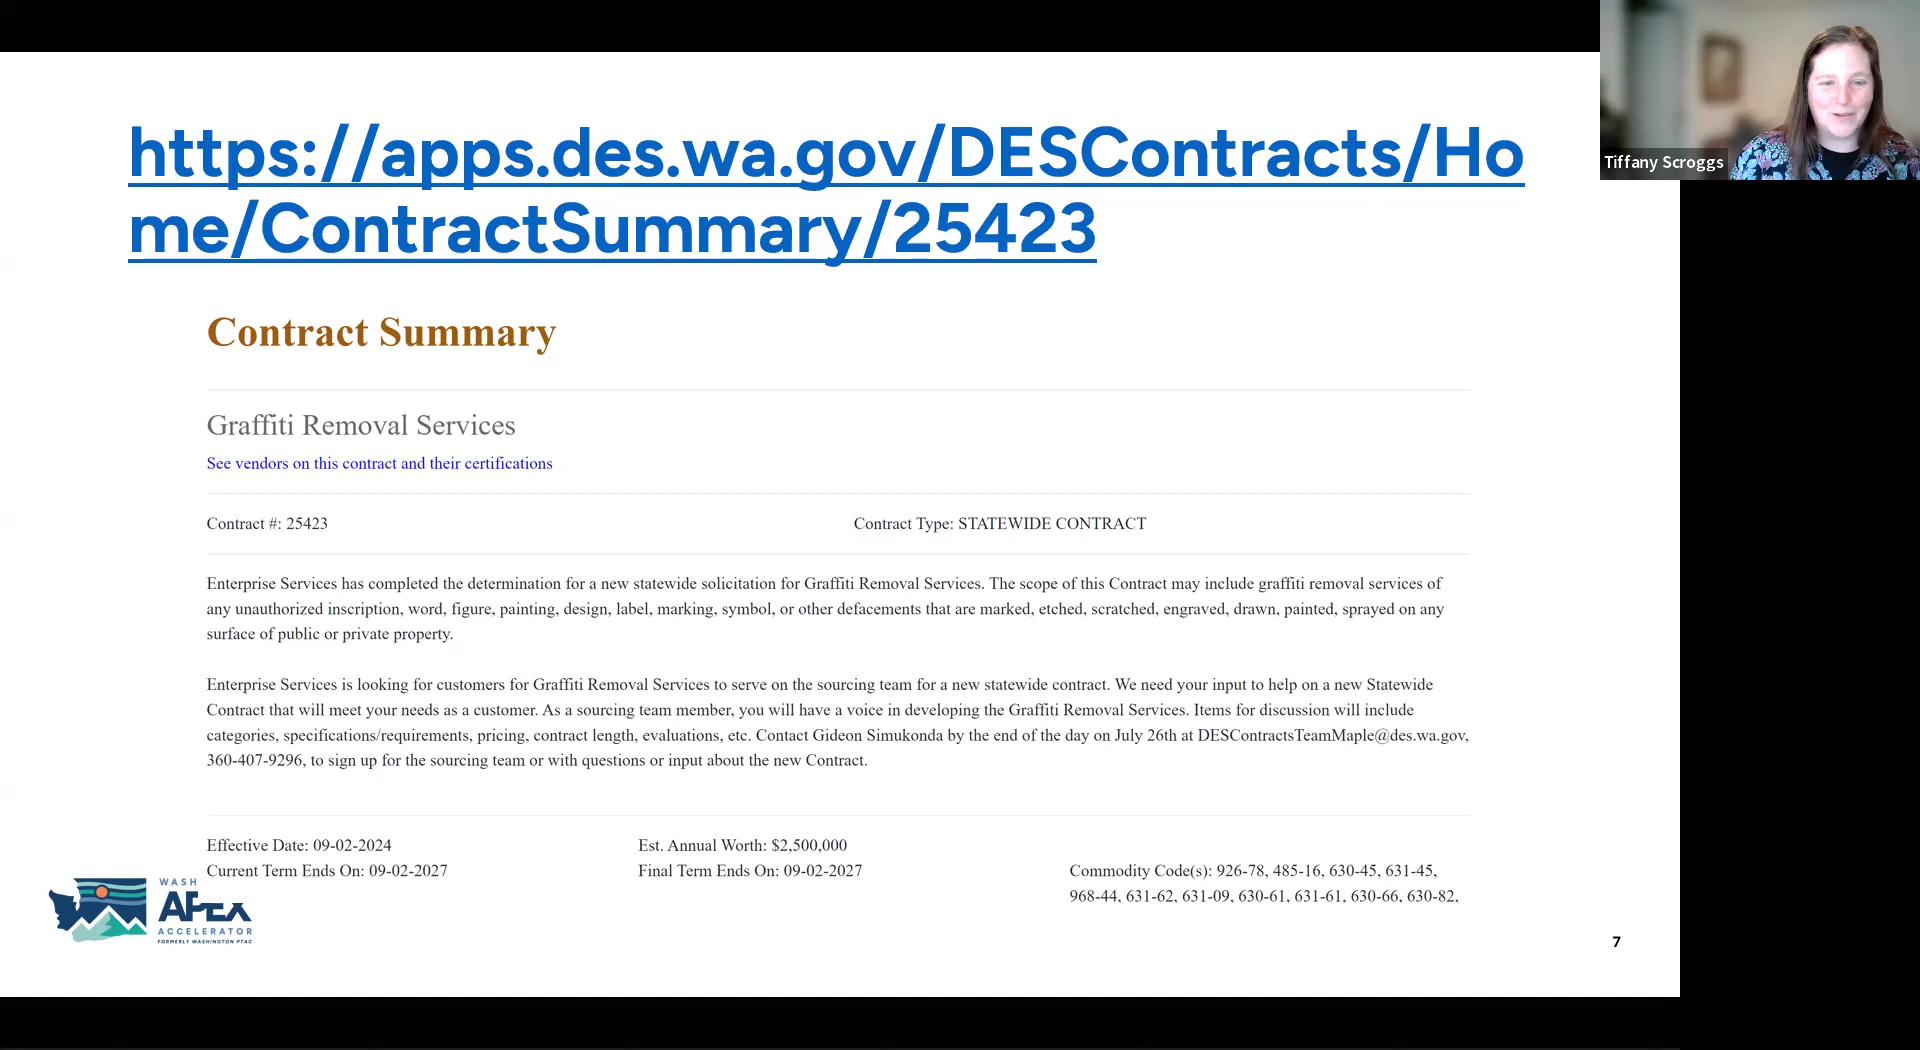 https://apps.des.wa.gov/DESContracts/Ho
me/ContractSummary/25423
Tiffany Scroggs
Contract Summary
Graffiti Removal Services
See vendors on this contract and their certifications
Contract #: 25423
Contract Type: STATEWIDE CONTRACT
Enterprise Services has completed the determination for a new statewide solicitation for Graffiti Removal Services. The scope of this Contract may include graffiti removal services of
any unauthorized inscription, word, figure, painting, design, label, marking, symbol, or other defacements that are marked, etched, scratched, engraved, drawn, painted, sprayed on any
surface of public or private property.
Enterprise Services is looking for customers for Graffiti Removal Services to serve on the sourcing team for a new statewide contract. We need your input to help on a new Statewide
Contract that will meet your needs as a customer. As a sourcing team member, you will have a voice in developing the Graffiti Removal Services. Items for discussion will include
categories, specifications/requirements, pricing, contract length, evaluations, etc. Contact Gideon Simukonda by the end of the day on July 26th at DESContractsTeamMaple@des.wa.gov,
360-407-9296, to sign up for the sourcing team or with questions or input about the new Contract.
Effective Date: 09-02-2024
Est. Annual Worth: $2,500,000
Current Term Ends On: 09-02-2027
Final Term Ends On: 09-02-2027
Commodity Code(s): 926-78, 485-16, 630-45, 631-45,
968-44, 631-62, 631-09, 630-61, 631-61, 630-66, 630-82,
WASH
APEX
ACCELERATOR
FORMERLY WASHINGTON PTAC
7